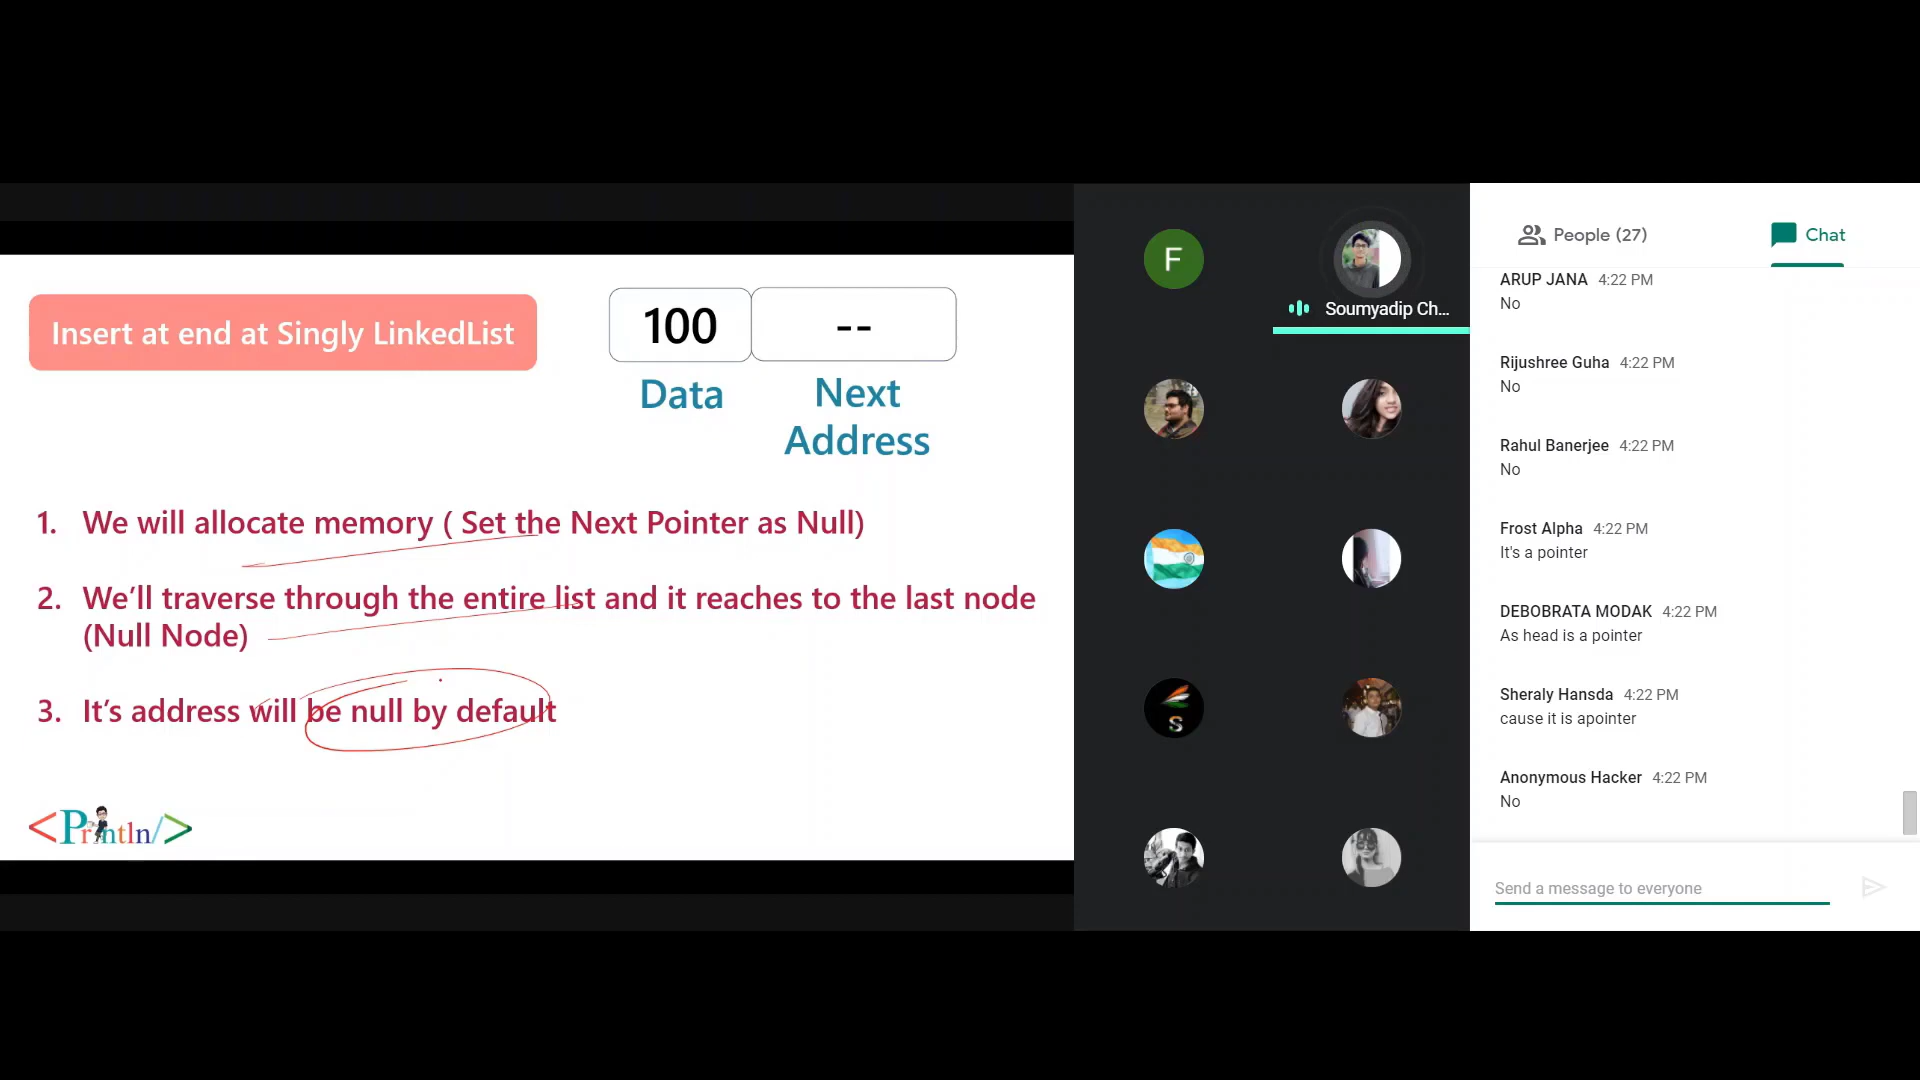 Insert at end at Singly LinkedList
100
--
Data
Next
Address
1. We will allocate memory ( Set the Next Pointer as Null)
2. We’ll traverse through the entire list and it reaches to the last node
(Null Node)
3. It’s address will be null by default
<Println/>
F
Soumyadip Ch...
S
People (27)
Chat
ARUP JANA 4:22 PM
No
Rijushree Guha 4:22 PM
No
Rahul Banerjee 4:22 PM
No
Frost Alpha 4:22 PM
It's a pointer
DEBOBRATA MODAK 4:22 PM
As head is a pointer
Sheraly Hansda 4:22 PM
cause it is apointer
Anonymous Hacker 4:22 PM
No
Send a message to everyone